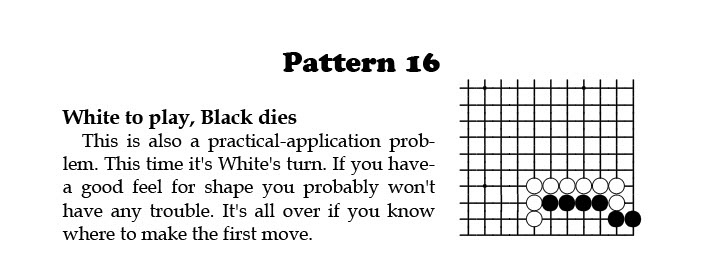 Pattern 16
White to play, Black dies
This is also a practical-application prob-
lem. This time it's White's turn. If you have-
a good feel for shape you probably won't
have any trouble. It's all over if you know
where to make the first move.